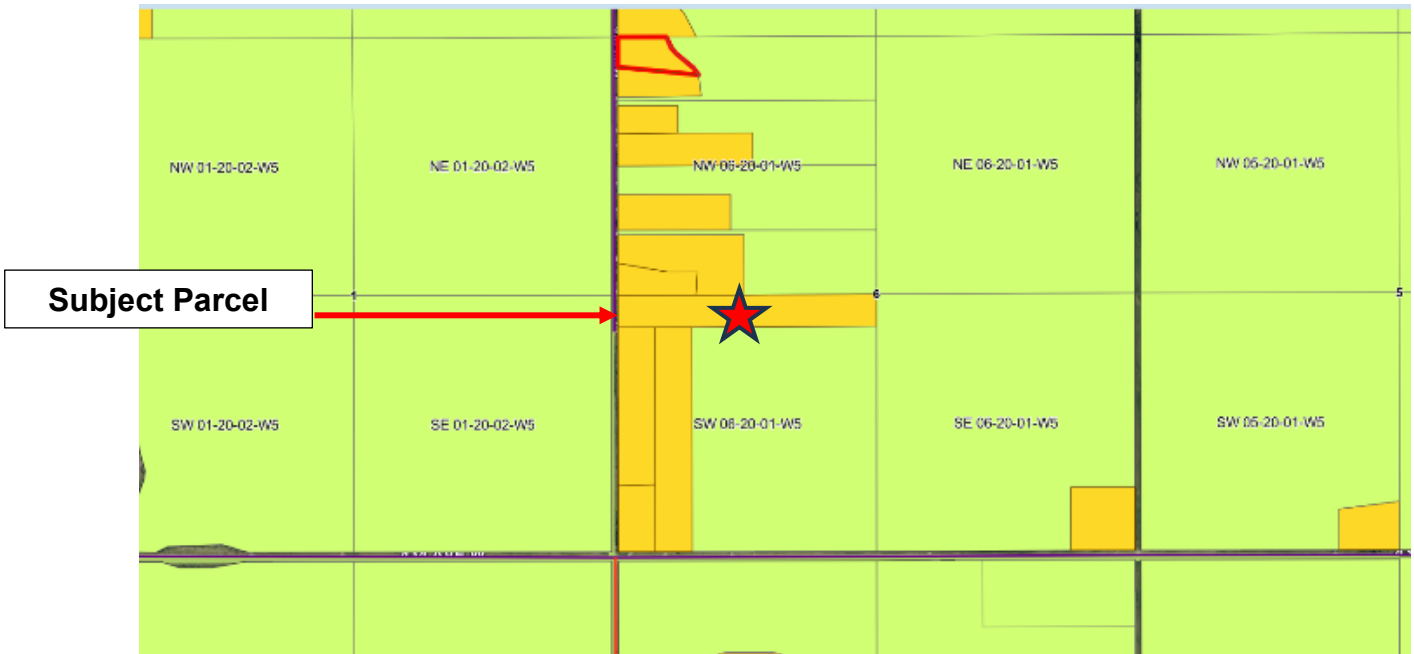 NW 01-20-02-W5
NE 01-20-02-W5
NW 06-20-01-W5
NE 06-20-01-W5
NW 05-20-01-W5
Subject Parcel
1
6
5
SW 01-20-02-W5
SE 01-20-02-W5
SW 06-20-01-W5
SE 06-20-01-W5
SW 05-20-01-W5